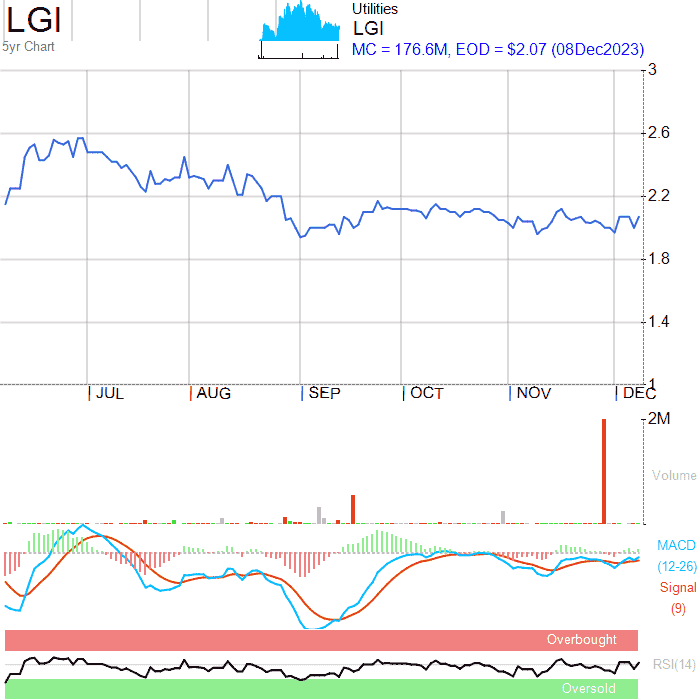 LGI
5yr Chart
Utilities
LGI
MC = 176.6M, EOD = $2.07 (08Dec2023)
3
2.6
2.2
1.8
1.4
1
JUL AUG SEP OCT NOV DEC
2M
Volume
MACD
(12-26)
Signal
(9)
Overbought
RSI(14)
Oversold